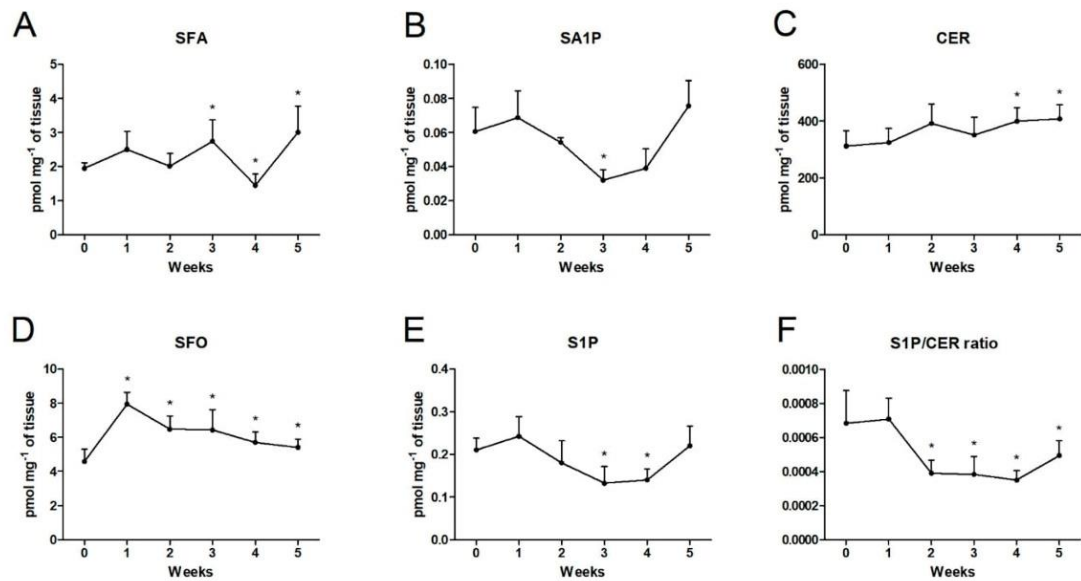 A
SFA
pmol mg⁻¹ of tissue
5
4
3
2
1
0
* * *
0 1 2 3 4 5
Weeks
B
SA1P
pmol mg⁻¹ of tissue
0.10
0.08
0.06
0.04
0.02
0.00
*
0 1 2 3 4 5
Weeks
C
CER
pmol mg⁻¹ of tissue
600
400
200
0
* *
0 1 2 3 4 5
Weeks
D
SFO
pmol mg⁻¹ of tissue
10
8
6
4
2
0
* * * * *
0 1 2 3 4 5
Weeks
E
S1P
pmol mg⁻¹ of tissue
0.4
0.3
0.2
0.1
0.0
* *
0 1 2 3 4 5
Weeks
F
S1P/CER ratio
0.0010
0.0008
0.0006
0.0004
0.0002
0.0000
* * * *
0 1 2 3 4 5
Weeks